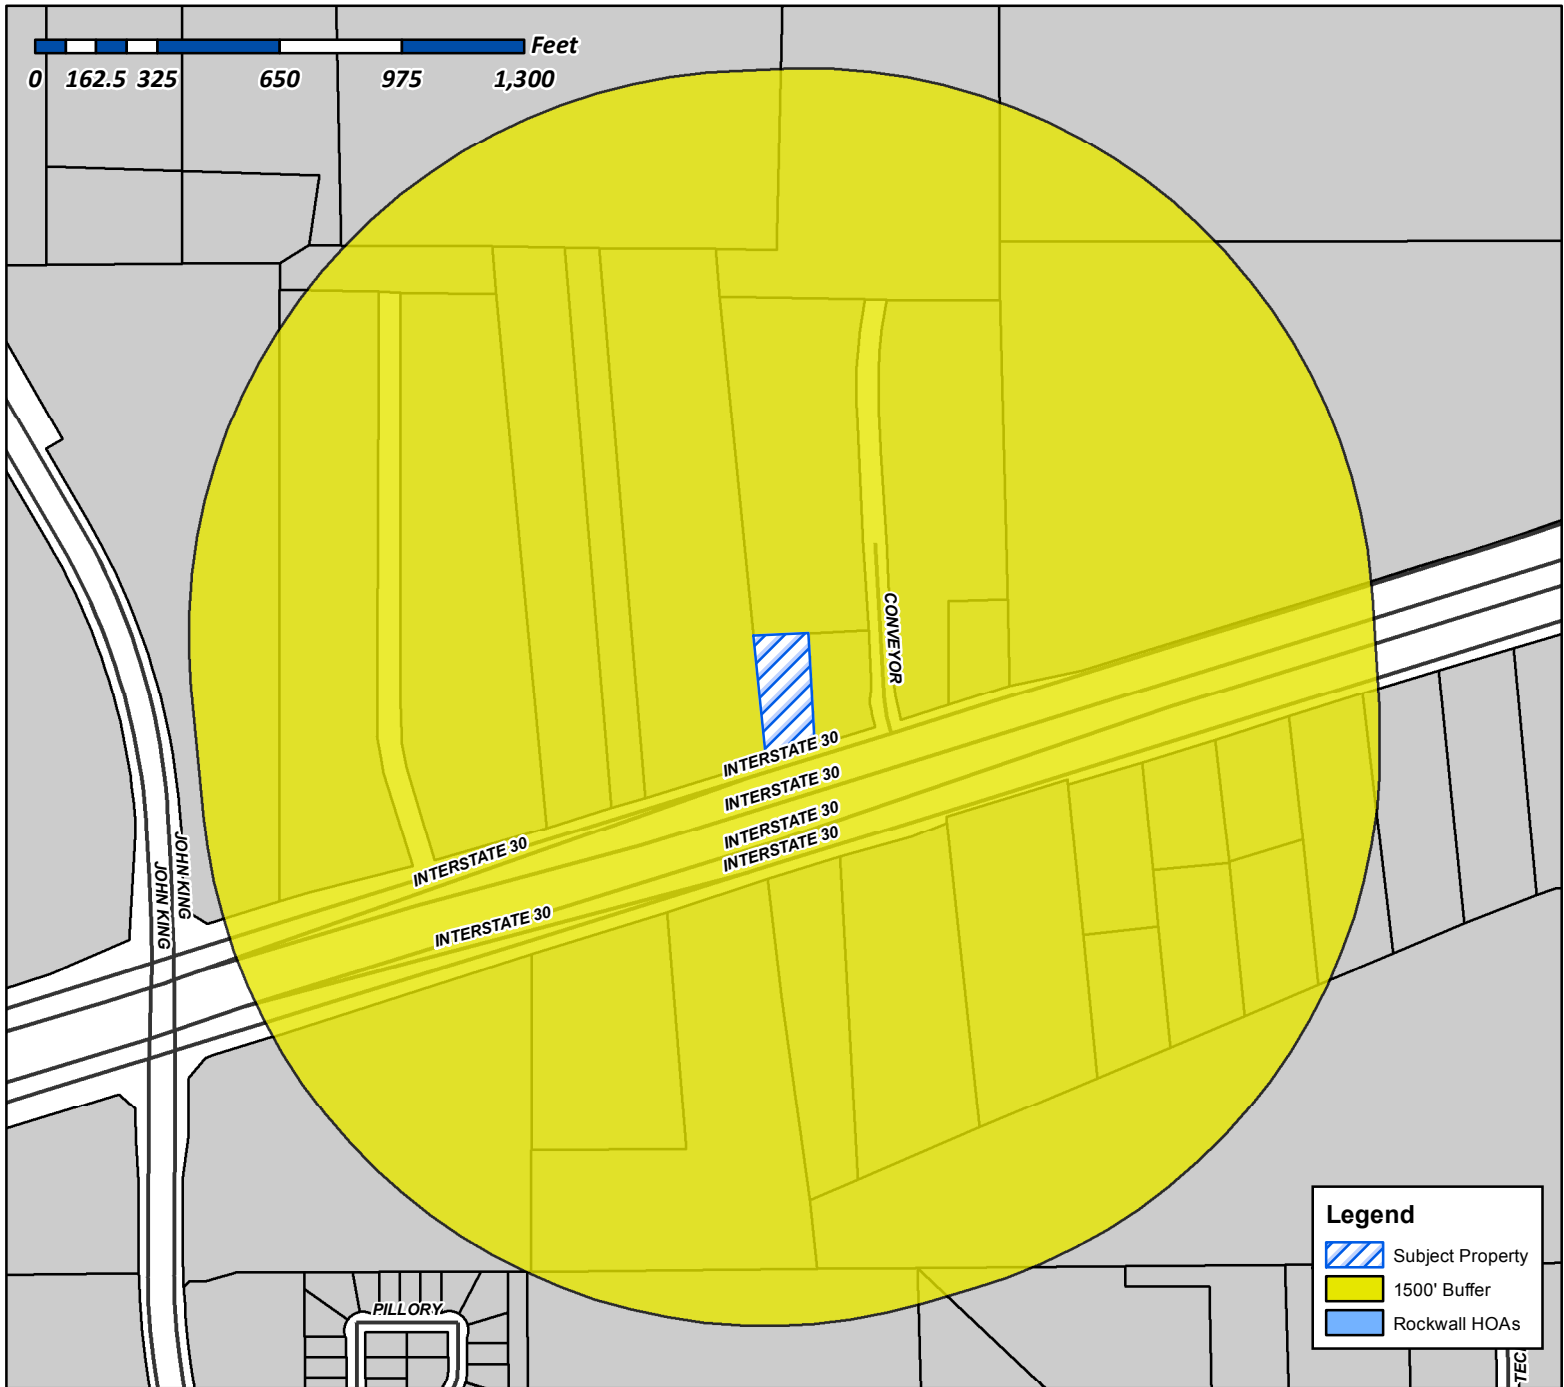 Feet
0 162.5 325 650 975 1,300
CONVEYOR
INTERSTATE 30
INTERSTATE 30
INTERSTATE 30
INTERSTATE 30
INTERSTATE 30
INTERSTATE 30
JOHN KING
JOHN KING
PILLORY
Legend
Subject Property
1500' Buffer
Rockwall HOAs